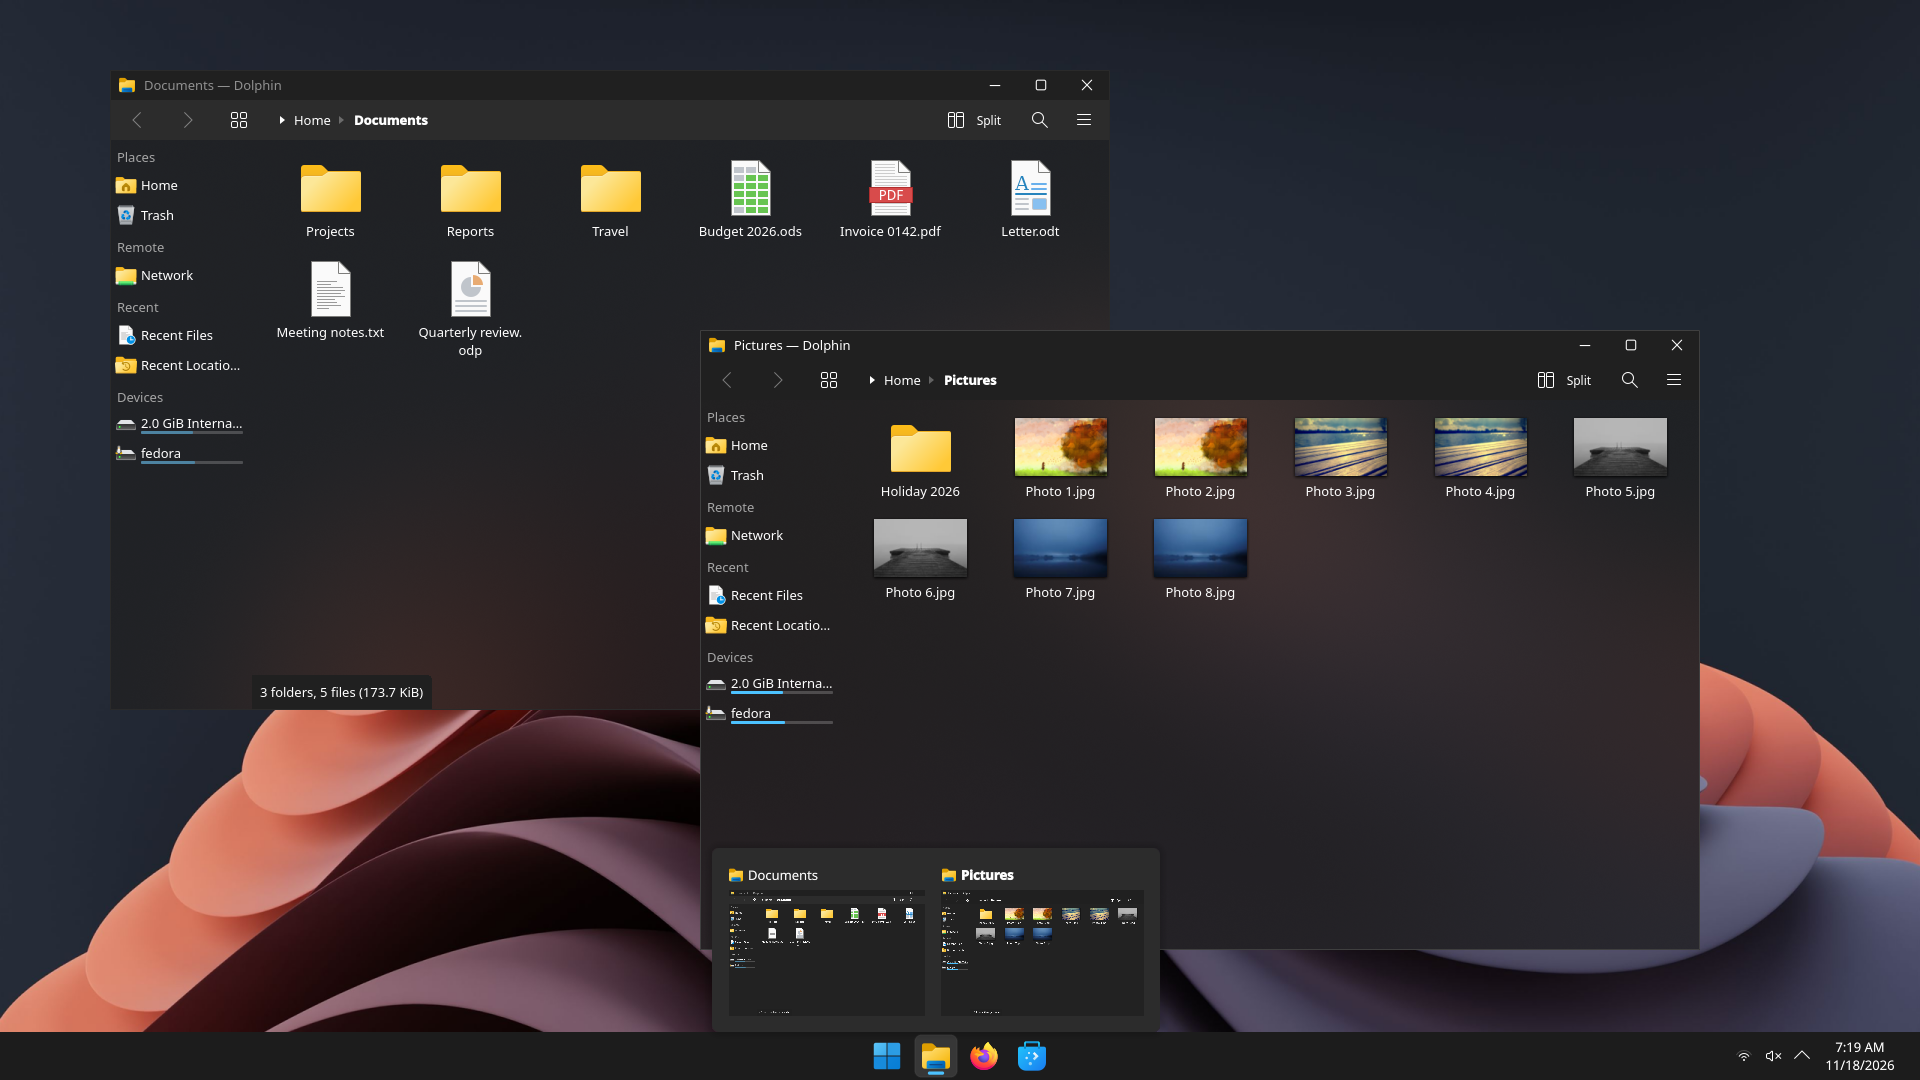 Documents — Dolphin
Home
Documents
Split
Places
Home
Trash
Remote
Network
Recent
Recent Files
Recent Locatio...
Devices
2.0 GiB Interna...
fedora
Projects
Reports
Travel
Budget 2026.ods
PDF
Invoice 0142.pdf
A
Letter.odt
Meeting notes.txt
Quarterly review.
odp
3 folders, 5 files (173.7 KiB)
Pictures — Dolphin
Home
Pictures
Split
Places
Home
Trash
Remote
Network
Recent
Recent Files
Recent Locatio...
Devices
2.0 GiB Interna...
fedora
Holiday 2026
Photo 1.jpg
Photo 2.jpg
Photo 3.jpg
Photo 4.jpg
Photo 5.jpg
Photo 6.jpg
Photo 7.jpg
Photo 8.jpg
Documents
Pictures
7:19 AM
11/18/2026